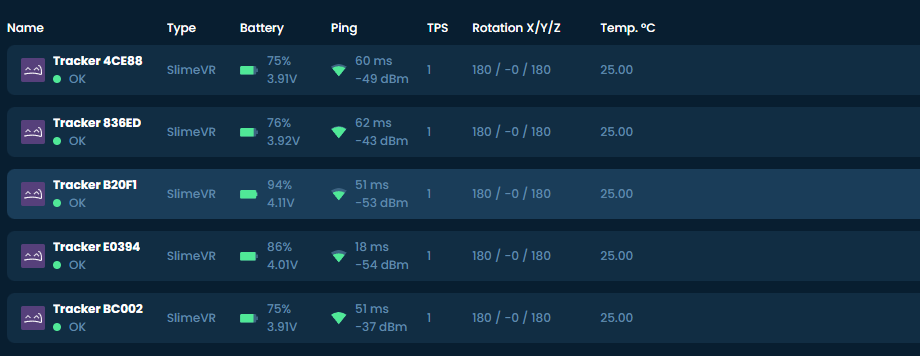 Name Type Battery Ping TPS Rotation X/Y/Z Temp. °C
Tracker 4CE88 75% 60 ms
OK SlimeVR 3.91V -49 dBm 1 180 / -0 / 180 25.00
Tracker 836ED 76% 62 ms
OK SlimeVR 3.92V -43 dBm 1 180 / -0 / 180 25.00
Tracker B20F1 94% 51 ms
OK SlimeVR 4.11V -53 dBm 1 180 / -0 / 180 25.00
Tracker E0394 86% 18 ms
OK SlimeVR 4.01V -54 dBm 1 180 / -0 / 180 25.00
Tracker BC002 75% 51 ms
OK SlimeVR 3.91V -37 dBm 1 180 / -0 / 180 25.00